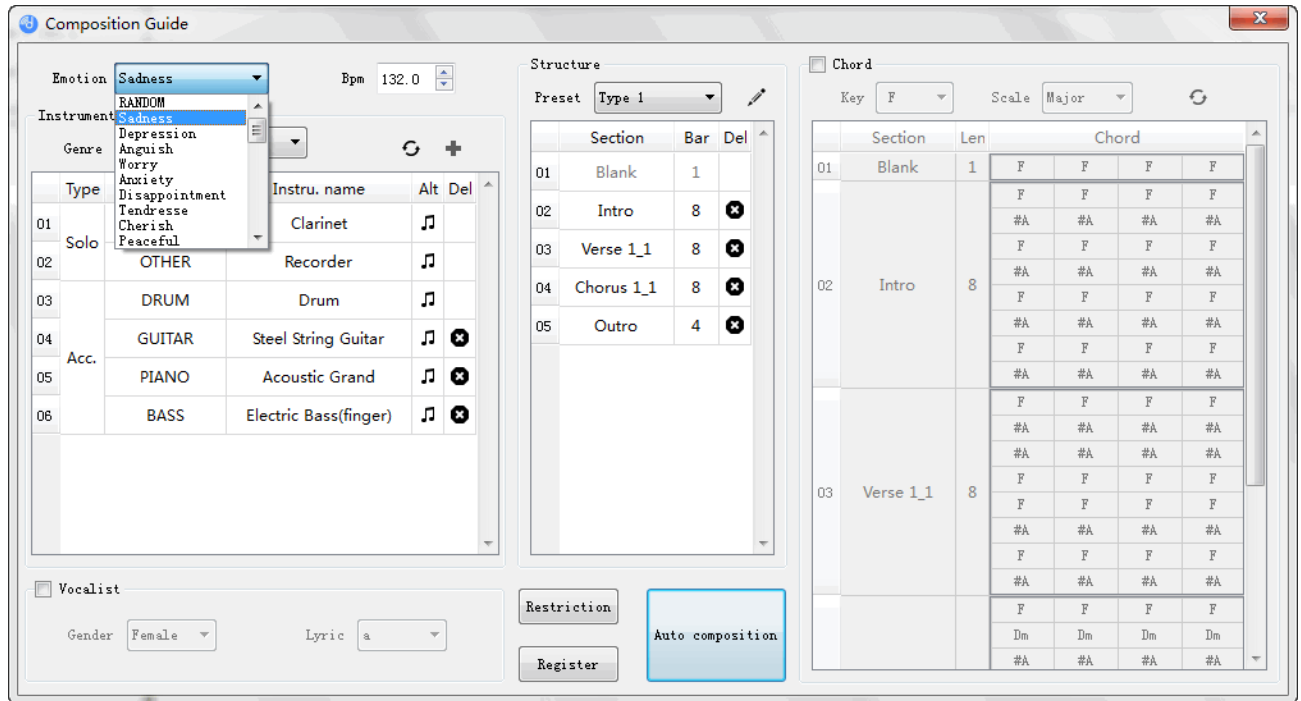 Composition Guide
Emotion Sadness Bpm 132.0
RANDOM
Sadness
Depression
Anguish
Worry
Anxiety
Disappointment
Tendresse
Cherish
Peaceful
Instrument
Genre
Type Instru. name Alt Del
01 Solo Clarinet
02 OTHER Recorder
03 Acc. DRUM Drum
04 GUITAR Steel String Guitar
05 PIANO Acoustic Grand
06 BASS Electric Bass(finger)
Vocalist
Gender Female Lyric a
Structure
Preset Type 1
Section Bar Del
01 Blank 1
02 Intro 8
03 Verse 1_1 8
04 Chorus 1_1 8
05 Outro 4
Restriction
Register
Auto composition
Chord
Key F Scale Major
Section Len Chord
01 Blank 1 F F F F
02 Intro 8
F F F F
#A #A #A #A
F F F F
#A #A #A #A
F F F F
#A #A #A #A
F F F F
#A #A #A #A
03 Verse 1_1 8
F F F F
#A #A #A #A
#A #A #A #A
F F F F
F F F F
#A #A #A #A
F F F F
#A #A #A #A
F F F F
Dm Dm Dm Dm
#A #A #A #A